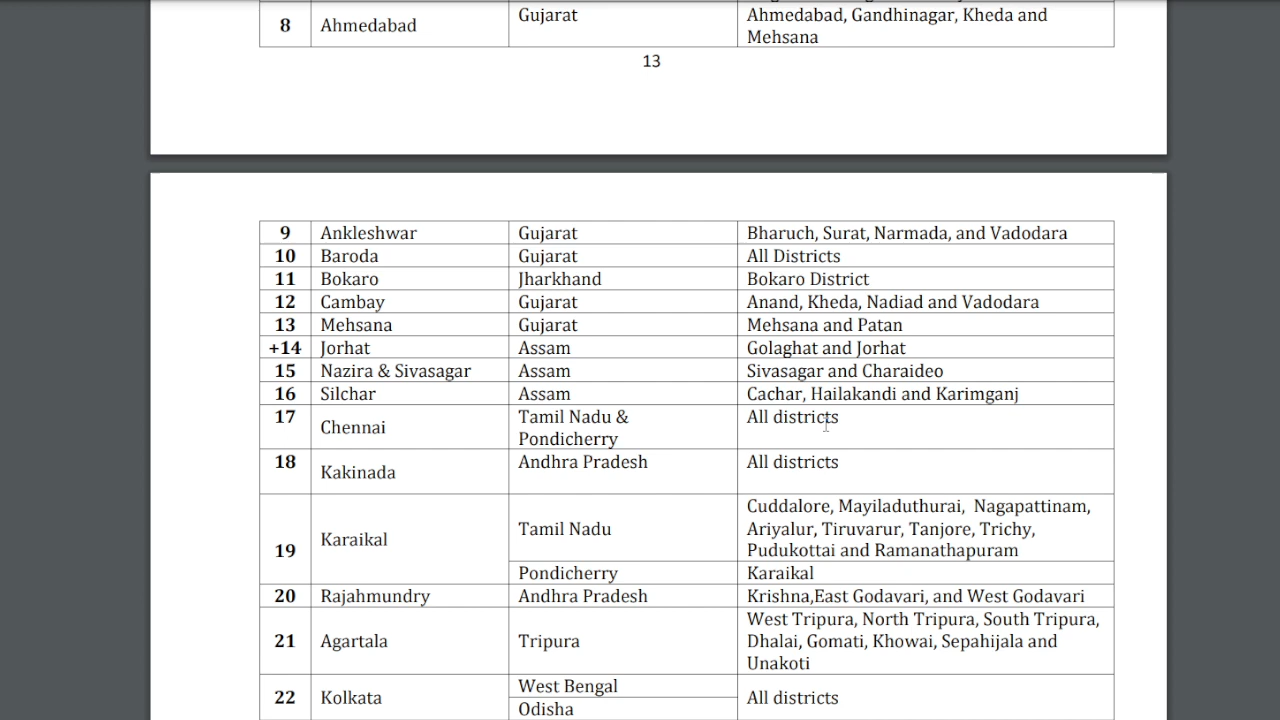 8 Ahmedabad Gujarat Ahmedabad, Gandhinagar, Kheda and
Mehsana
13
9 Ankleshwar Gujarat Bharuch, Surat, Narmada, and Vadodara
10 Baroda Gujarat All Districts
11 Bokaro Jharkhand Bokaro District
12 Cambay Gujarat Anand, Kheda, Nadiad and Vadodara
13 Mehsana Gujarat Mehsana and Patan
+14 Jorhat Assam Golaghat and Jorhat
15 Nazira & Sivasagar Assam Sivasagar and Charaideo
16 Silchar Assam Cachar, Hailakandi and Karimganj
17 Chennai Tamil Nadu & All districts
Pondicherry
18 Kakinada Andhra Pradesh All districts
19 Karaikal Tamil Nadu Cuddalore, Mayiladuthurai, Nagapattinam,
Ariyalur, Tiruvarur, Tanjore, Trichy,
Pudukottai and Ramanathapuram
Pondicherry Karaikal
20 Rajahmundry Andhra Pradesh Krishna,East Godavari, and West Godavari
21 Agartala Tripura West Tripura, North Tripura, South Tripura,
Dhalai, Gomati, Khowai, Sepahijala and
Unakoti
22 Kolkata West Bengal All districts
Odisha